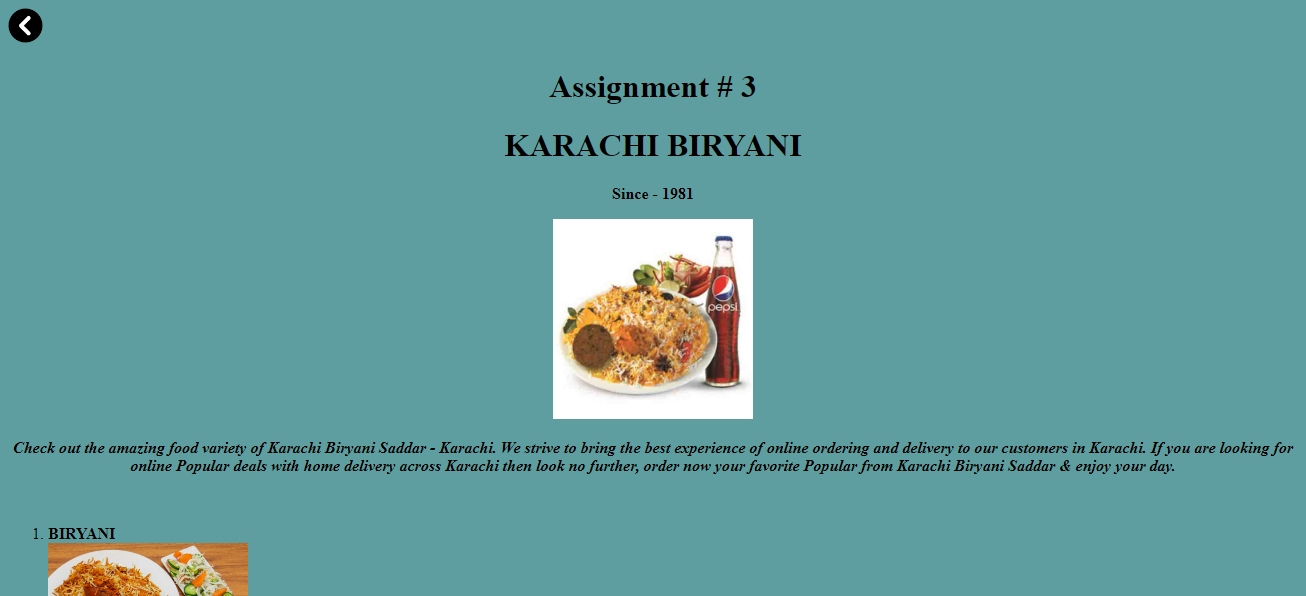 Assignment # 3
KARACHI BIRYANI
Since - 1981
pepsi
Check out the amazing food variety of Karachi Biryani Saddar - Karachi. We strive to bring the best experience of online ordering and delivery to our customers in Karachi. If you are looking for
online Popular deals with home delivery across Karachi then look no further, order now your favorite Popular from Karachi Biryani Saddar & enjoy your day.
1. BIRYANI